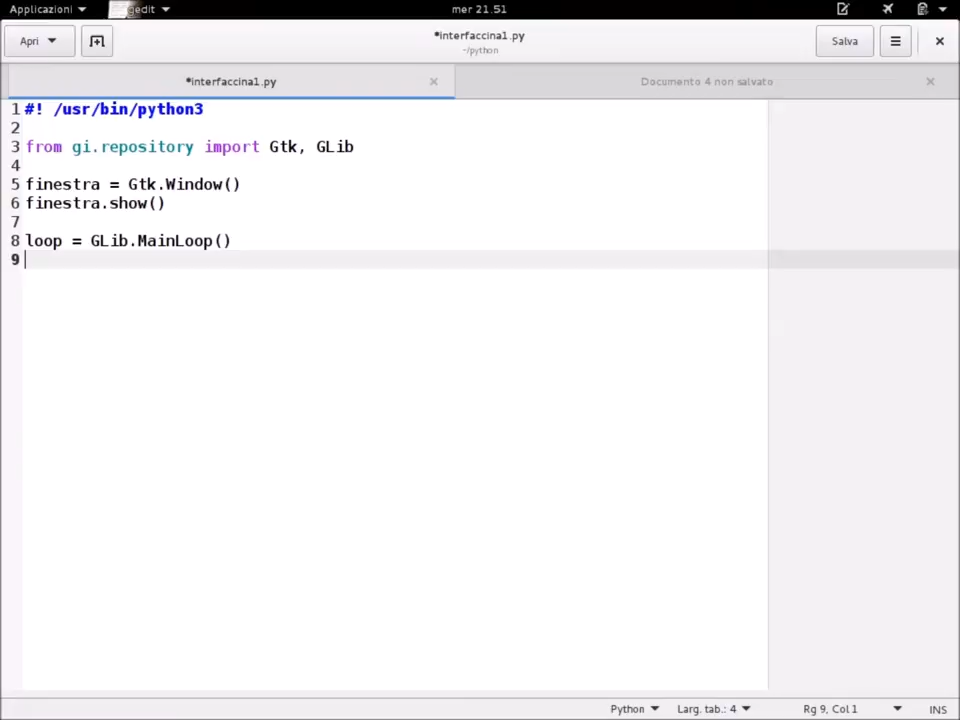 Applicazioni gedit mer 21.51
Apri *interfaccina1.py Salva
~/python
*interfaccina1.py Documento 4 non salvato
1 #! /usr/bin/python3
2
3 from gi.repository import Gtk, GLib
4
5 finestra = Gtk.Window()
6 finestra.show()
7
8 loop = GLib.MainLoop()
9
Python Larg. tab.: 4 Rg 9, Col 1 INS